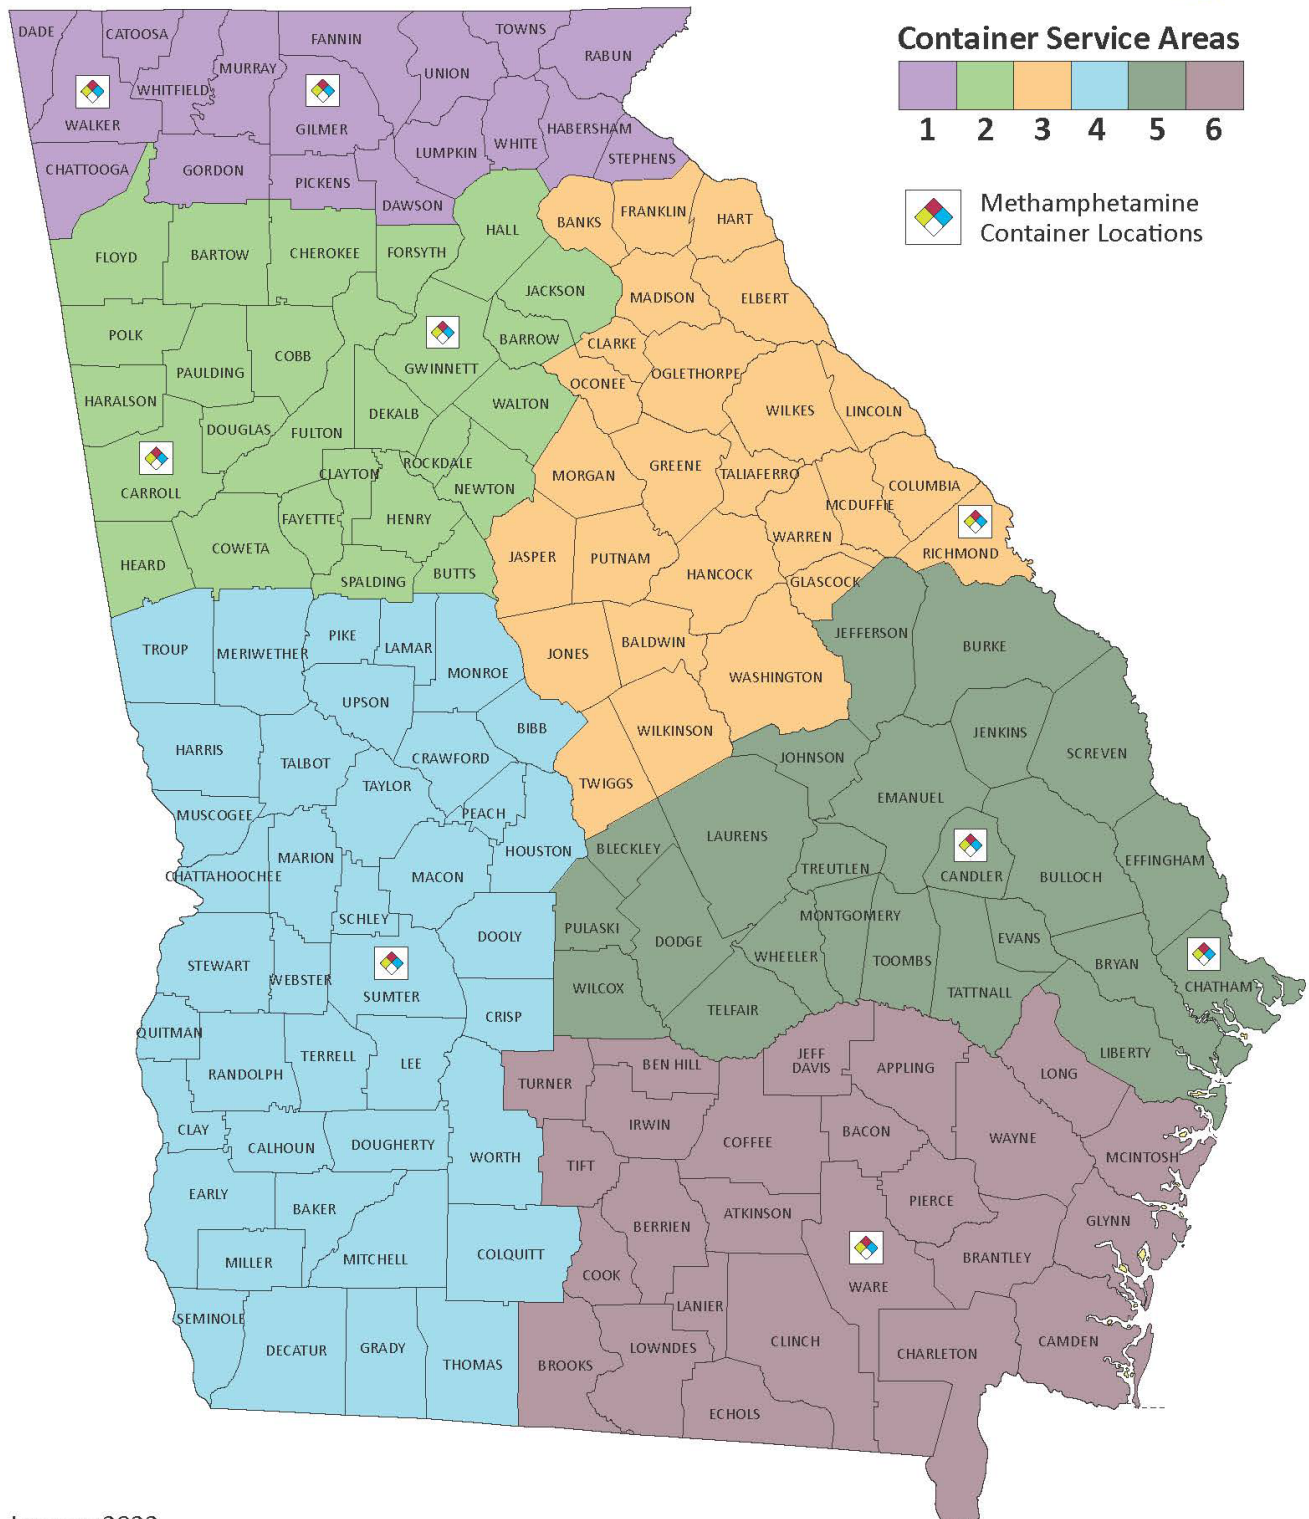 Container Service Areas
1 2 3 4 5 6
Methamphetamine
Container Locations
DADE
CATOOSA
WHITFIELD
MURRAY
FANNIN
UNION
TOWNS
RABUN
WALKER
GILMER
LUMPKIN
WHITE
HABERSHAM
STEPHENS
CHATTOOGA
GORDON
PICKENS
DAWSON
FLOYD
BARTOW
CHEROKEE
FORSYTH
HALL
BANKS
FRANKLIN
HART
JACKSON
MADISON
ELBERT
POLK
PAULDING
COBB
GWINNETT
BARROW
CLARKE
OCONEE
OGLETHORPE
HARALSON
DOUGLAS
FULTON
DEKALB
WALTON
WILKES
LINCOLN
CARROLL
CLAYTON
ROCKDALE
NEWTON
MORGAN
GREENE
TALIAFERRO
MCDUFFIE
COLUMBIA
FAYETTE
HENRY
WARREN
RICHMOND
HEARD
COWETA
SPALDING
BUTTS
JASPER
PUTNAM
HANCOCK
GLASCOCK
TROUP
MERIWETHER
PIKE
LAMAR
MONROE
JONES
BALDWIN
WASHINGTON
JEFFERSON
BURKE
UPSON
BIBB
WILKINSON
JENKINS
SCREVEN
HARRIS
TALBOT
TAYLOR
CRAWFORD
TWIGGS
JOHNSON
EMANUEL
MUSCOGEE
PEACH
HOUSTON
BLECKLEY
LAURENS
TREUTLEN
CANDLER
BULLOCH
EFFINGHAM
CHATTAHOOCHEE
MARION
MACON
SCHLEY
DOOLY
PULASKI
DODGE
MONTGOMERY
WHEELER
TOOMBS
EVANS
BRYAN
CHATHAM
STEWART
WEBSTER
SUMTER
CRISP
WILCOX
TELFAIR
TATTNALL
LIBERTY
QUITMAN
RANDOLPH
TERRELL
LEE
TURNER
BEN HILL
JEFF
DAVIS
APPLING
LONG
CLAY
CALHOUN
DOUGHERTY
WORTH
TIFT
IRWIN
COFFEE
BACON
WAYNE
MCINTOSH
EARLY
BAKER
MITCHELL
COLQUITT
BERRIEN
ATKINSON
PIERCE
GLYNN
MILLER
COOK
WARE
BRANTLEY
SEMINOLE
DECATUR
GRADY
THOMAS
BROOKS
LOWNDES
LANIER
CLINCH
CHARLETON
CAMDEN
ECHOLS